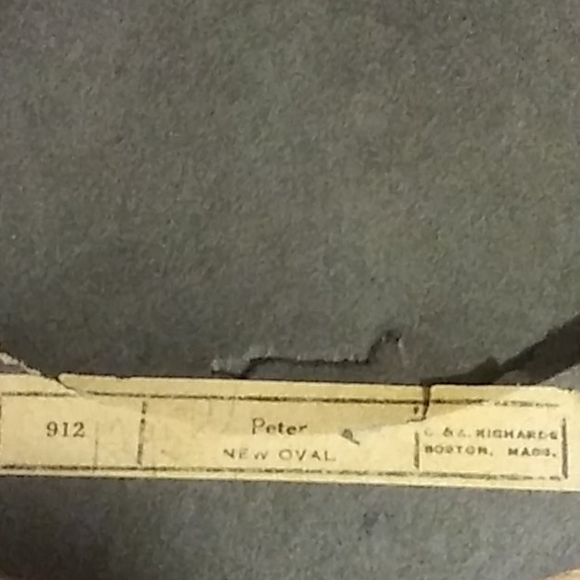 912
Peter
NEW OVAL
& A. RICHARDS
BOSTON, MASS.